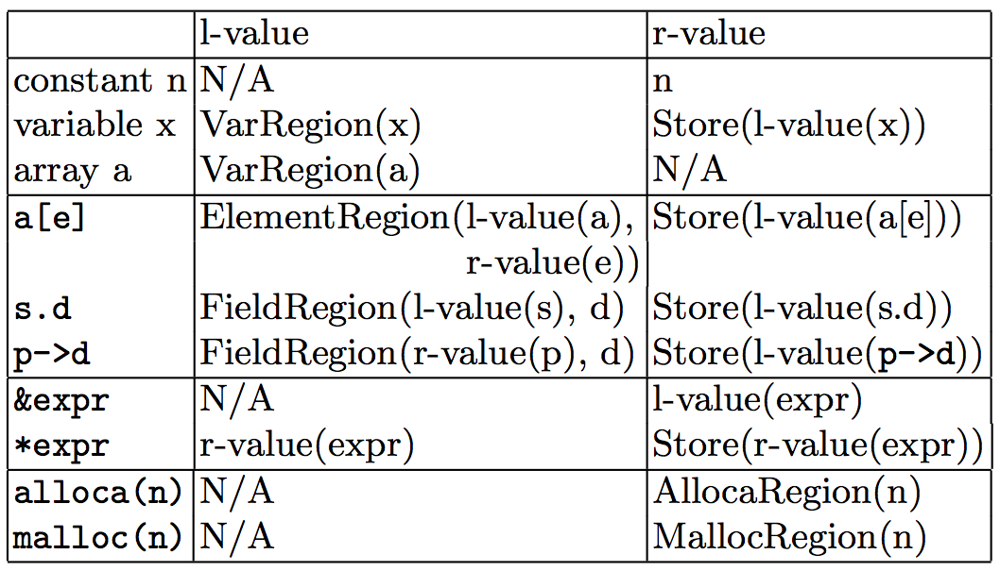 l-value r-value
constant n N/A n
variable x VarRegion(x) Store(l-value(x))
array a VarRegion(a) N/A
a[e] ElementRegion(l-value(a), Store(l-value(a[e]))
r-value(e))
s.d FieldRegion(l-value(s), d) Store(l-value(s.d))
p->d FieldRegion(r-value(p), d) Store(l-value(p->d))
&expr N/A l-value(expr)
*expr r-value(expr) Store(r-value(expr))
alloca(n) N/A AllocaRegion(n)
malloc(n) N/A MallocRegion(n)